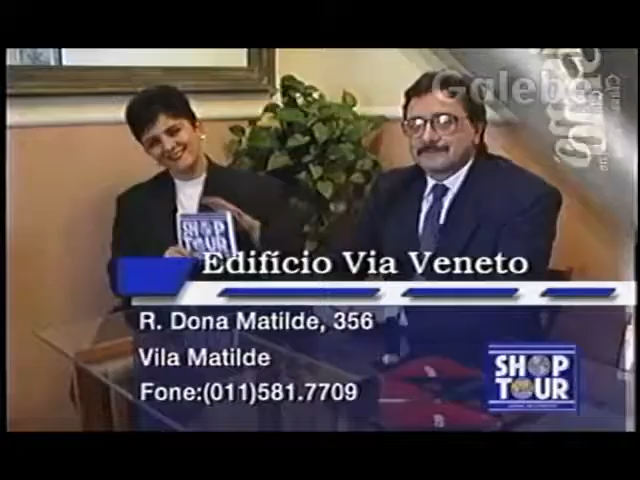 Galebe
SHOP
TOUR
Edifício Via Veneto
R. Dona Matilde, 356
Vila Matilde
Fone:(011)581.7709
SHOP
TOUR